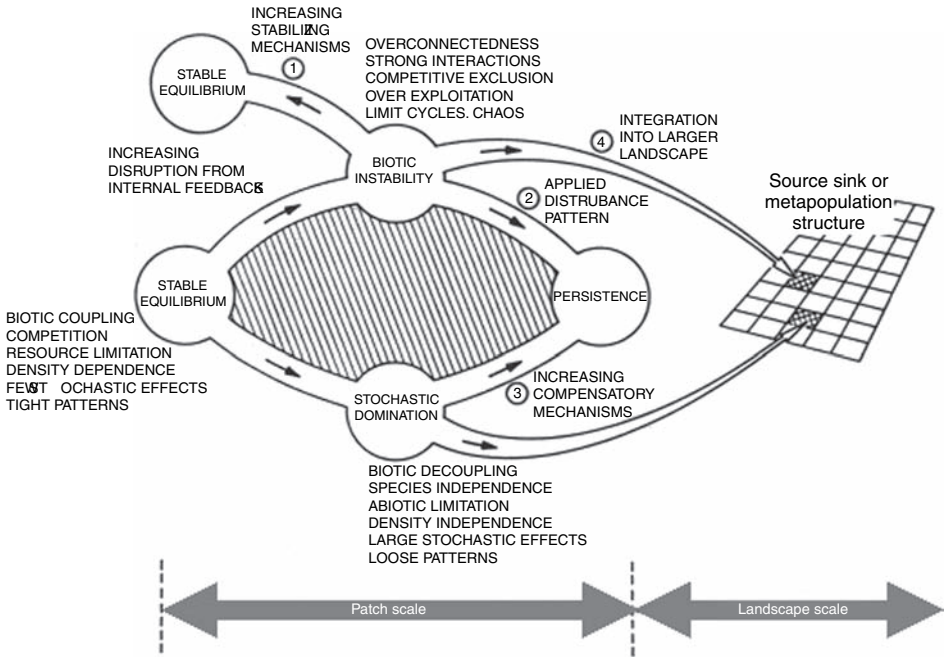 INCREASING
STABILIZING
MECHANISMS
1
OVERCONNECTEDNESS
STRONG INTERACTIONS
COMPETITIVE EXCLUSION
OVER EXPLOITATION
LIMIT CYCLES. CHAOS
STABLE
EQUILIBRIUM
4
INTEGRATION
INTO LARGER
LANDSCAPE
INCREASING
DISRUPTION FROM
INTERNAL FEEDBACKS
BIOTIC
INSTABILITY
2
APPLIED
DISTRUBANCE
PATTERN
Source sink or
metapopulation
structure
STABLE
EQUILIBRIUM
PERSISTENCE
BIOTIC COUPLING
COMPETITION
RESOURCE LIMITATION
DENSITY DEPENDENCE
FEW STOCHASTIC EFFECTS
TIGHT PATTERNS
STOCHASTIC
DOMINATION
3
INCREASING
COMPENSATORY
MECHANISMS
BIOTIC DECOUPLING
SPECIES INDEPENDENCE
ABIOTIC LIMITATION
DENSITY INDEPENDENCE
LARGE STOCHASTIC EFFECTS
LOOSE PATTERNS
Patch scale
Landscape scale